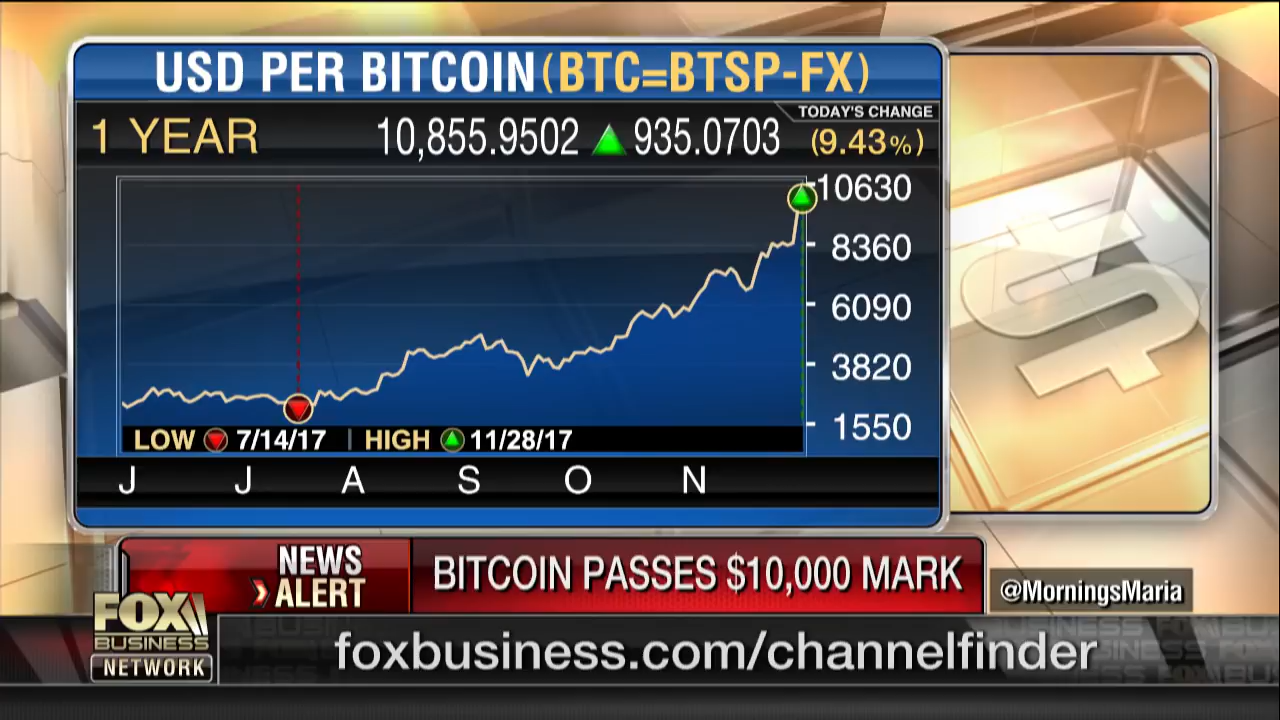 USD PER BITCOIN (BTC=BTSP-FX)
TODAY'S CHANGE
1 YEAR 10,855.9502 935.0703 (9.43%)
10630
8360
6090
3820
1550
LOW 7/14/17 | HIGH 11/28/17
J J A S O N
NEWS ALERT
BITCOIN PASSES $10,000 MARK
@MorningsMaria
FOX
BUSINESS
NETWORK
foxbusiness.com/channelfinder